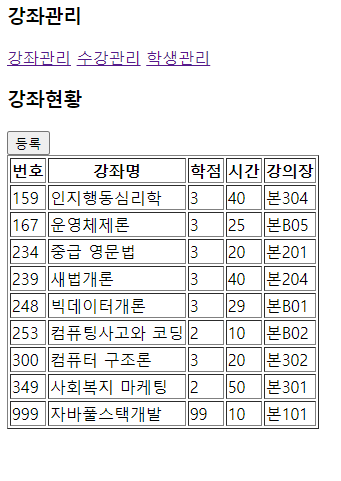 강좌관리
강좌관리 수강관리 학생관리
강좌현황
등록
번호 강좌명 학점 시간 강의장
159 인지행동심리학 3 40 본304
167 운영체제론 3 25 본B05
234 중급 영문법 3 20 본201
239 새법개론 3 40 본204
248 빅데이터개론 3 29 본B01
253 컴퓨팅사고와 코딩 2 10 본B02
300 컴퓨터 구조론 3 20 본302
349 사회복지 마케팅 2 50 본301
999 자바풀스택개발 99 10 본101